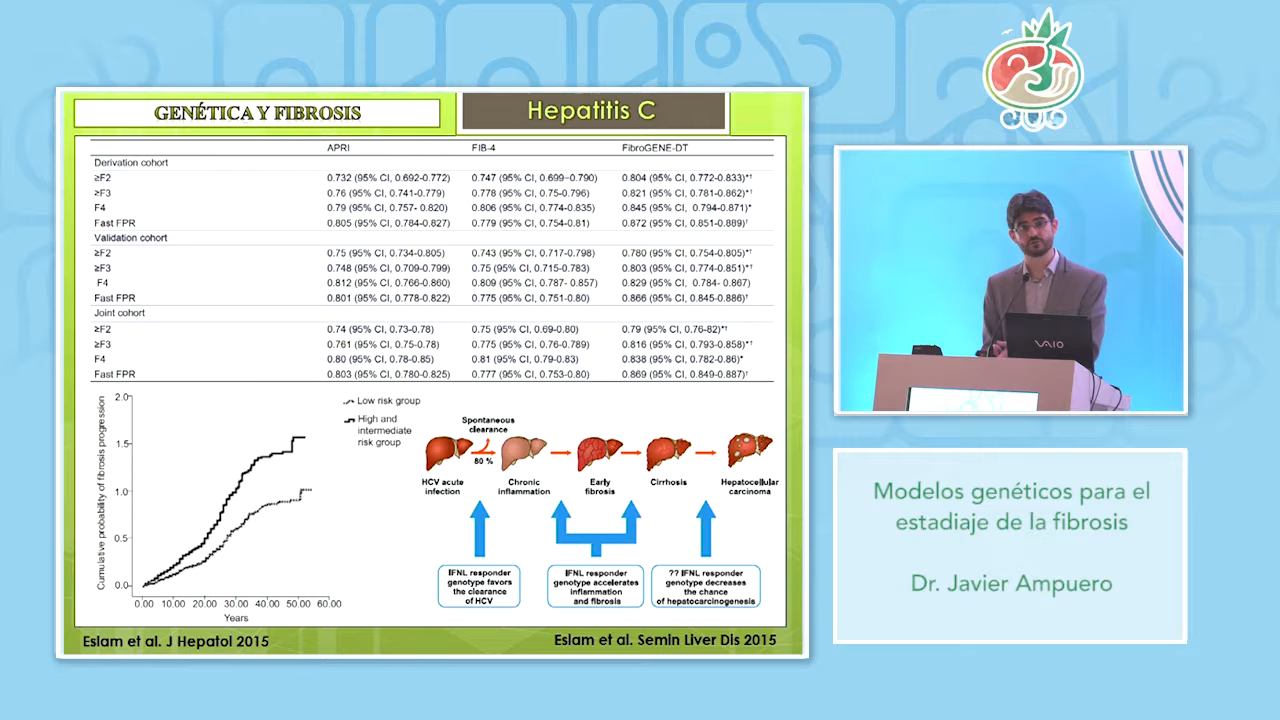 GENÉTICA Y FIBROSIS
Hepatitis C
APRI FIB-4 FibroGENE-DT
Derivation cohort
≥F2 0.732 (95% CI, 0.692-0.772) 0.747 (95% CI, 0.699-0.790) 0.804 (95% CI, 0.772-0.833)*†
≥F3 0.76 (95% CI, 0.741-0.779) 0.778 (95% CI, 0.75-0.796) 0.821 (95% CI, 0.781-0.862)*†
F4 0.79 (95% CI, 0.757- 0.820) 0.806 (95% CI, 0.774-0.835) 0.845 (95% CI, 0.794-0.871)*
Fast FPR 0.805 (95% CI, 0.784-0.827) 0.779 (95% CI, 0.754-0.81) 0.872 (95% CI, 0.851-0.889)†
Validation cohort
≥F2 0.75 (95% CI, 0.734-0.805) 0.743 (95% CI, 0.717-0.798) 0.780 (95% CI, 0.754-0.805)*†
≥F3 0.748 (95% CI, 0.709-0.799) 0.75 (95% CI, 0.715-0.783) 0.803 (95% CI, 0.774-0.851)*†
F4 0.812 (95% CI, 0.766-0.860) 0.809 (95% CI, 0.787- 0.857) 0.829 (95% CI, 0.784- 0.867)
Fast FPR 0.801 (95% CI, 0.778-0.822) 0.775 (95% CI, 0.751-0.80) 0.866 (95% CI, 0.845-0.886)†
Joint cohort
≥F2 0.74 (95% CI, 0.73-0.78) 0.75 (95% CI, 0.69-0.80) 0.79 (95% CI, 0.76-82)*†
≥F3 0.761 (95% CI, 0.75-0.78) 0.775 (95% CI, 0.76-0.789) 0.816 (95% CI, 0.793-0.858)*†
F4 0.80 (95% CI, 0.78-0.85) 0.81 (95% CI, 0.79-0.83) 0.838 (95% CI, 0.782-0.86)*
Fast FPR 0.803 (95% CI, 0.780-0.825) 0.777 (95% CI, 0.753-0.80) 0.869 (95% CI, 0.849-0.887)†
Cumulative probability of fibrosis progression
2.0
1.5
1.0
0.5
0.0
0.00 10.00 20.00 30.00 40.00 50.00 60.00
Years
Low risk group
High and
intermediate
risk group
Spontaneous
clearance
80 %
HCV acute
infection
Chronic
inflammation
Early
fibrosis
Cirrhosis
Hepatocellular
carcinoma
IFNL responder
genotype favors
the clearance
of HCV
IFNL responder
genotype accelerates
inflammation
and fibrosis
?? IFNL responder
genotype decreases
the chance
of hepatocarcinogenesis
Eslam et al. J Hepatol 2015
Eslam et al. Semin Liver Dis 2015
VAIO
Modelos genéticos para el
estadiaje de la fibrosis
Dr. Javier Ampuero